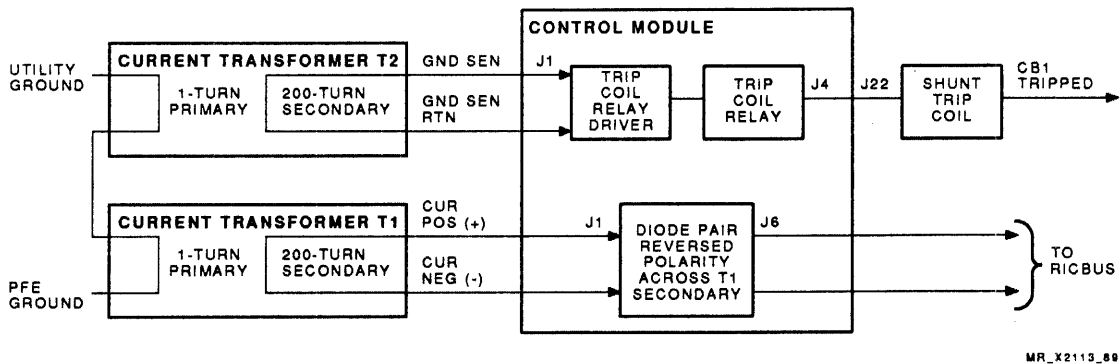 CONTROL MODULE
CURRENT TRANSFORMER T2
UTILITY
GROUND
1-TURN
PRIMARY
200-TURN
SECONDARY
GND SEN
GND SEN
RTN
J1
TRIP
COIL
RELAY
DRIVER
TRIP
COIL
RELAY
J4
J22
SHUNT
TRIP
COIL
CB1
TRIPPED
CURRENT TRANSFORMER T1
PFE
GROUND
1-TURN
PRIMARY
200-TURN
SECONDARY
CUR
POS (+)
CUR
NEG (-)
J1
DIODE PAIR
REVERSED
POLARITY
ACROSS T1
SECONDARY
J6
TO
RICBUS
MR_X2113_89